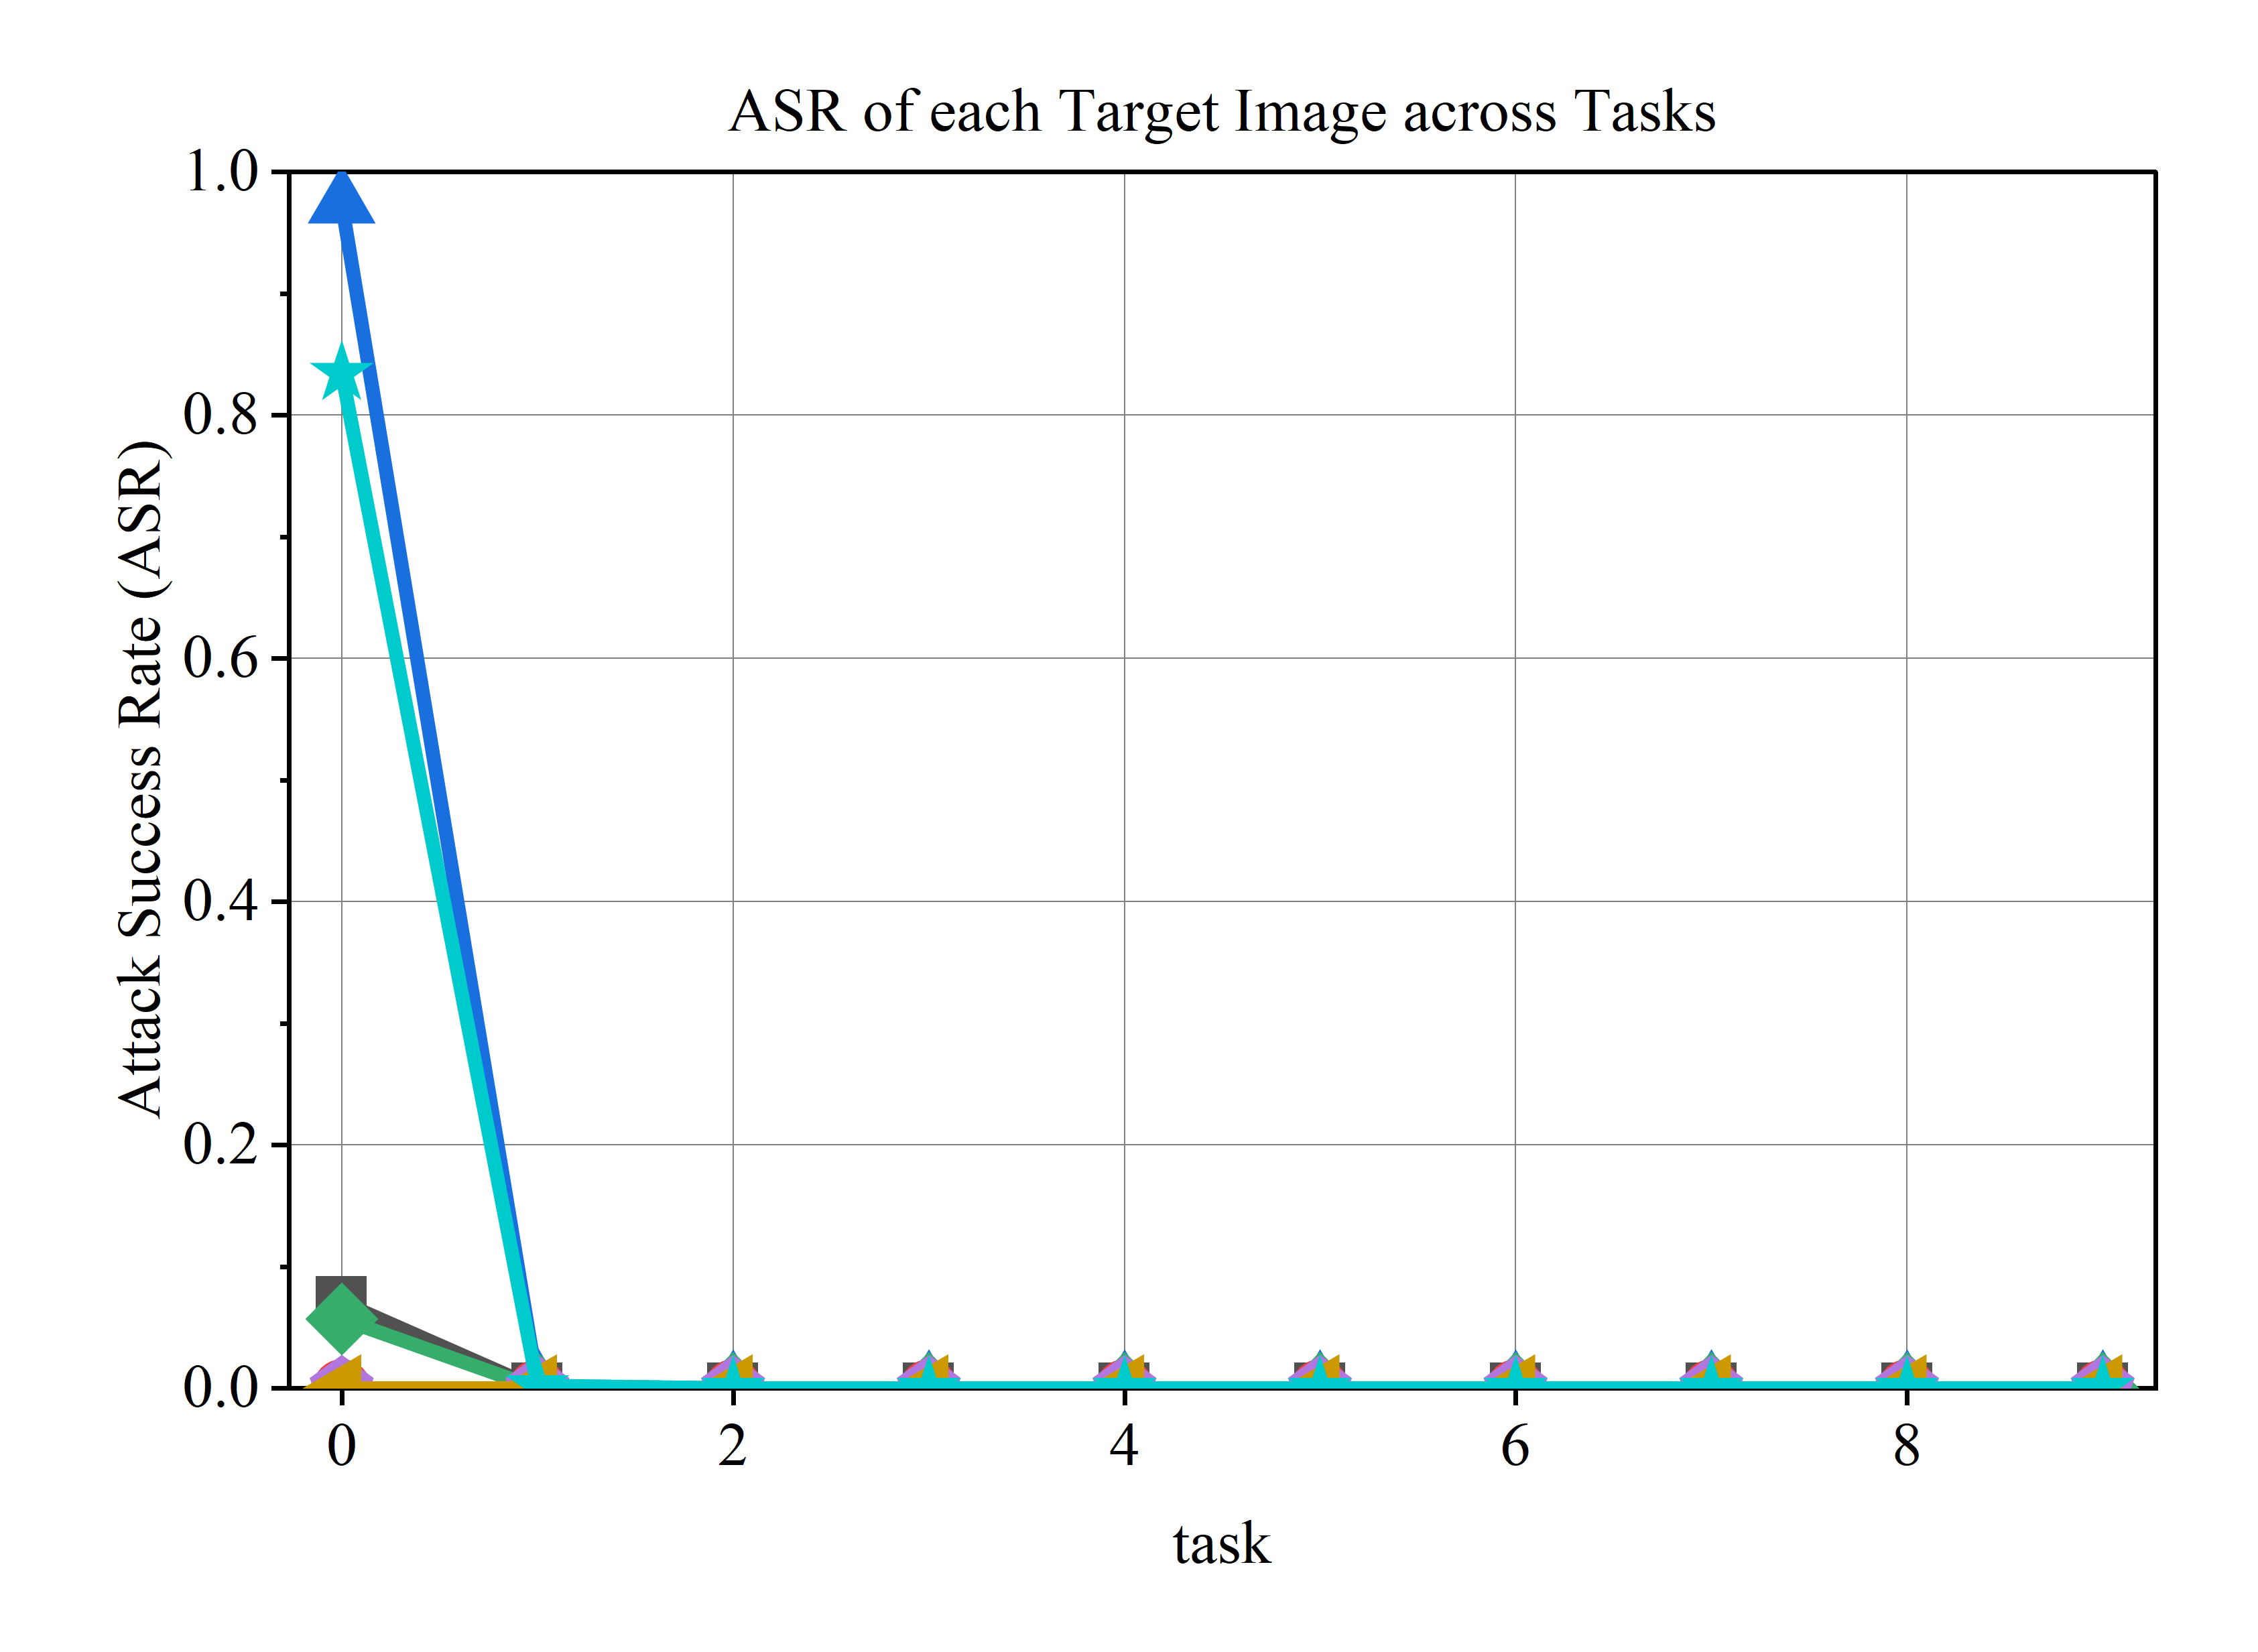 ASR of each Target Image across Tasks
1.0
0.8
0.6
0.4
0.2
0.0
Attack Success Rate (ASR)
0 2 4 6 8
task